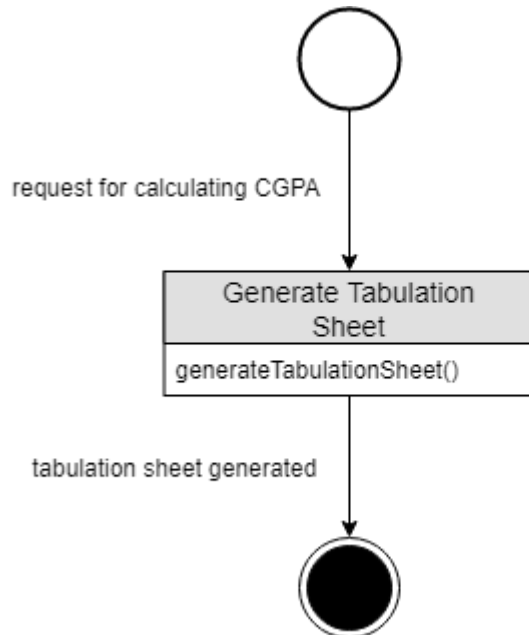 request for calculating CGPA
Generate Tabulation
Sheet
generateTabulationSheet()
tabulation sheet generated